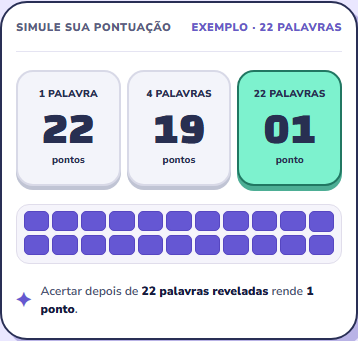 SIMULE SUA PONTUAÇÃO EXEMPLO · 22 PALAVRAS
1 PALAVRA 4 PALAVRAS 22 PALAVRAS
22 19 01
pontos pontos ponto
Acertar depois de 22 palavras reveladas rende 1
ponto.